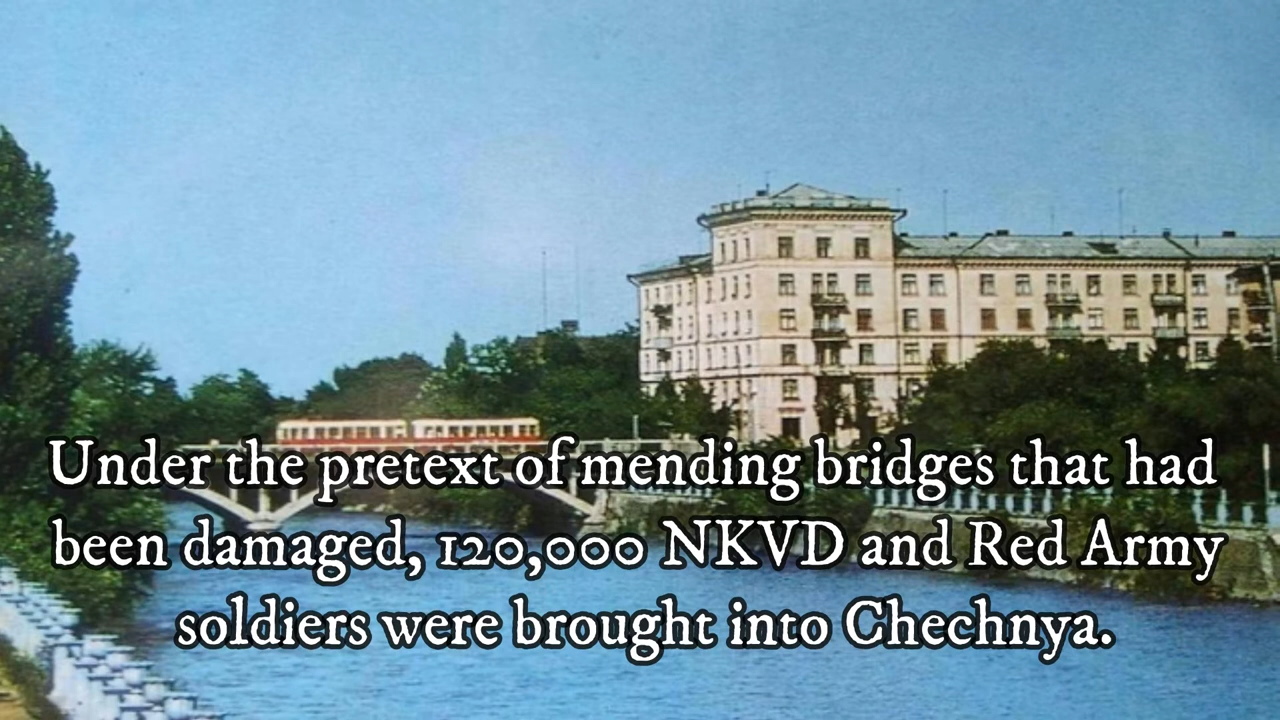 Under the pretext of mending bridges that had
been damaged, 120,000 NKVD and Red Army
soldiers were brought into Chechnya.